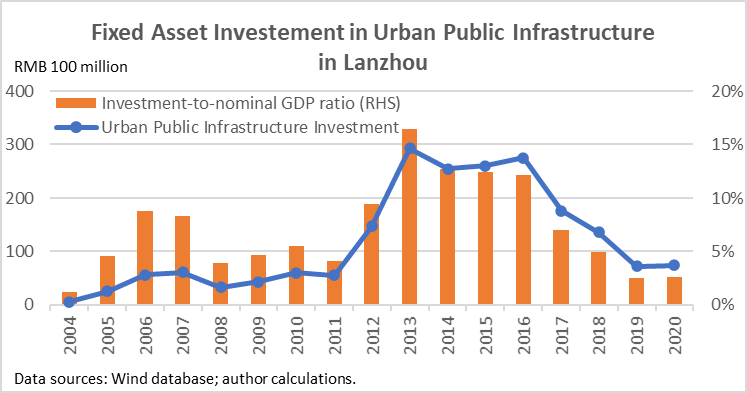 Fixed Asset Investement in Urban Public Infrastructure
in Lanzhou
RMB 100 million
400
300
200
100
0
Investment-to-nominal GDP ratio (RHS)
Urban Public Infrastructure Investment
20%
15%
10%
5%
0%
2004 2005 2006 2007 2008 2009 2010 2011 2012 2013 2014 2015 2016 2017 2018 2019 2020
Data sources: Wind database; author calculations.